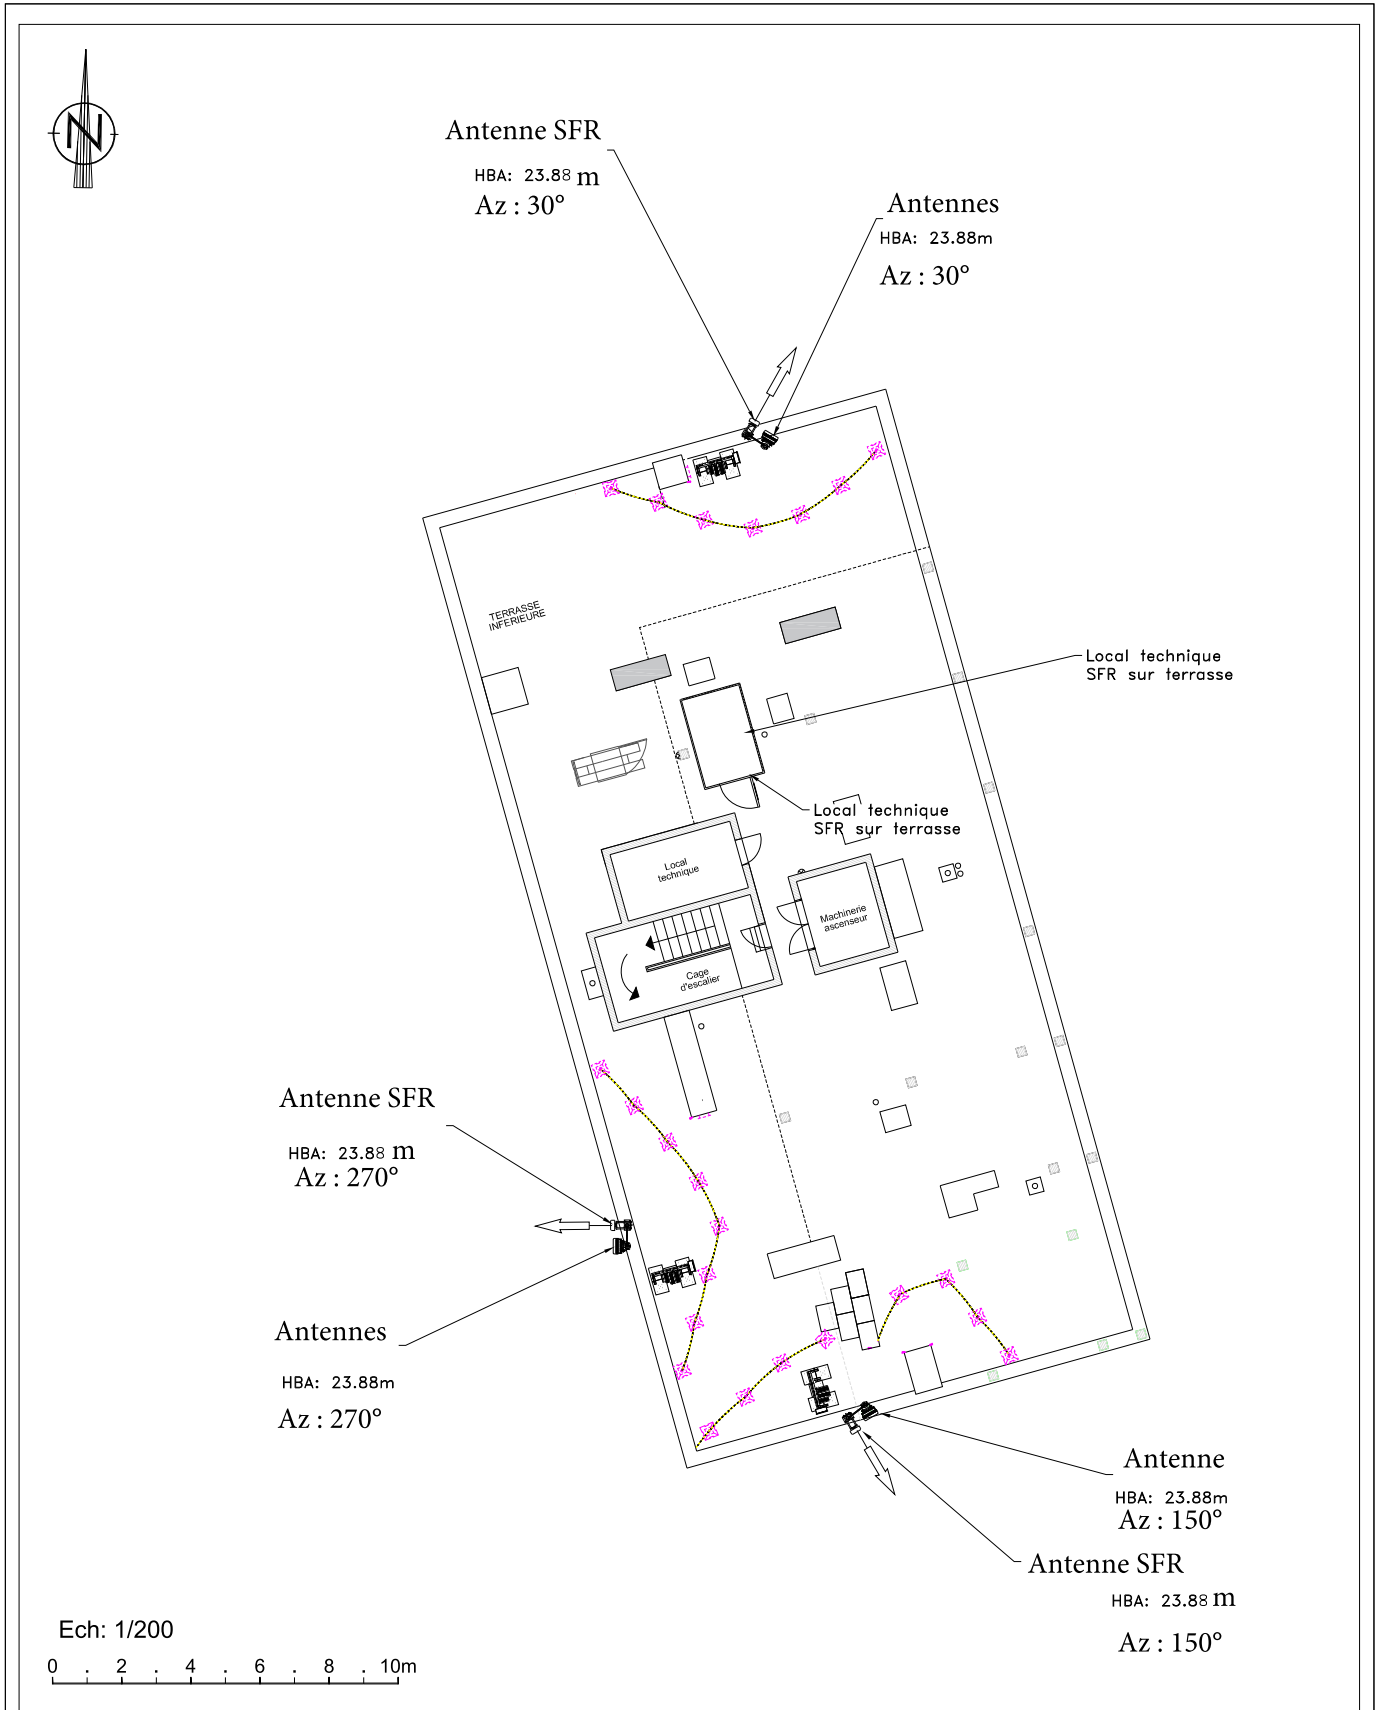 N
Antenne SFR
HBA: 23.88 m
Az : 30°
Antennes
HBA: 23.88m
Az : 30°
TERRASSE
INFERIEURE
Local technique
SFR sur terrasse
Local technique
SFR sur terrasse
Local
technique
Machinerie
ascenseur
Cage
d'escalier
Antenne SFR
HBA: 23.88 m
Az : 270°
Antennes
HBA: 23.88m
Az : 270°
Antenne
HBA: 23.88m
Az : 150°
Antenne SFR
HBA: 23.88 m
Az : 150°
Ech: 1/200
0 . 2 . 4 . 6 . 8 . 10m